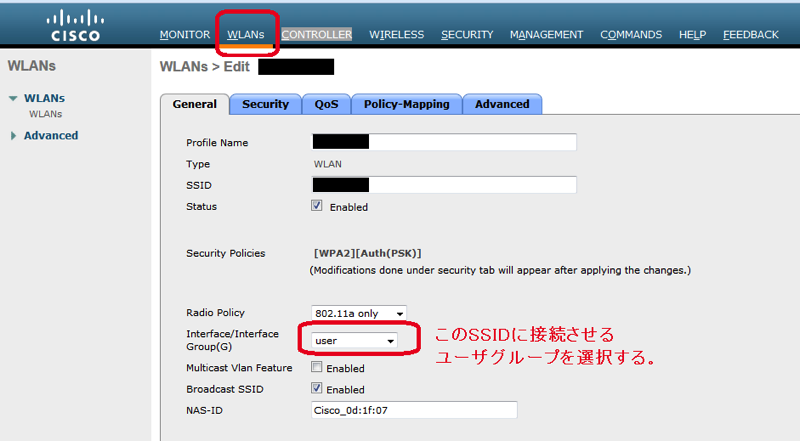 CISCO
MONITOR WLANs CONTROLLER WIRELESS SECURITY MANAGEMENT COMMANDS HELP FEEDBACK
WLANs
WLANs
WLANs
Advanced
WLANs > Edit
General Security QoS Policy-Mapping Advanced
Profile Name
Type WLAN
SSID
Status Enabled
Security Policies [WPA2][Auth(PSK)]
(Modifications done under security tab will appear after applying the changes.)
Radio Policy 802.11a only
Interface/Interface
Group(G) user
このSSIDに接続させる
ユーザグループを選択する。
Multicast Vlan Feature Enabled
Broadcast SSID Enabled
NAS-ID Cisco_0d:1f:07